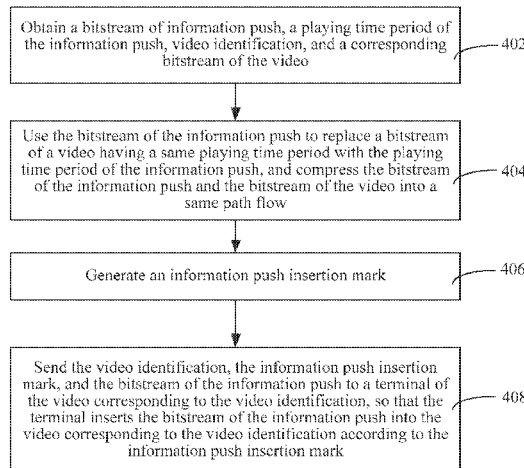 Obtain a bitstream of information push, a playing time period of
the information push, video identification, and a corresponding
bitstream of the video
402
Use the bitstream of the information push to replace a bitstream
of a video having a same playing time period with the playing
time period of the information push, and compress the bitstream
of the information push and the bitstream of the video into a
same path flow
404
Generate an information push insertion mark
406
Send the video identification, the information push insertion
mark, and the bitstream of the information push to a terminal of
the video corresponding to the video identification, so that the
terminal inserts the bitstream of the information push into the
video corresponding to the video identification according to the
information push insertion mark
408